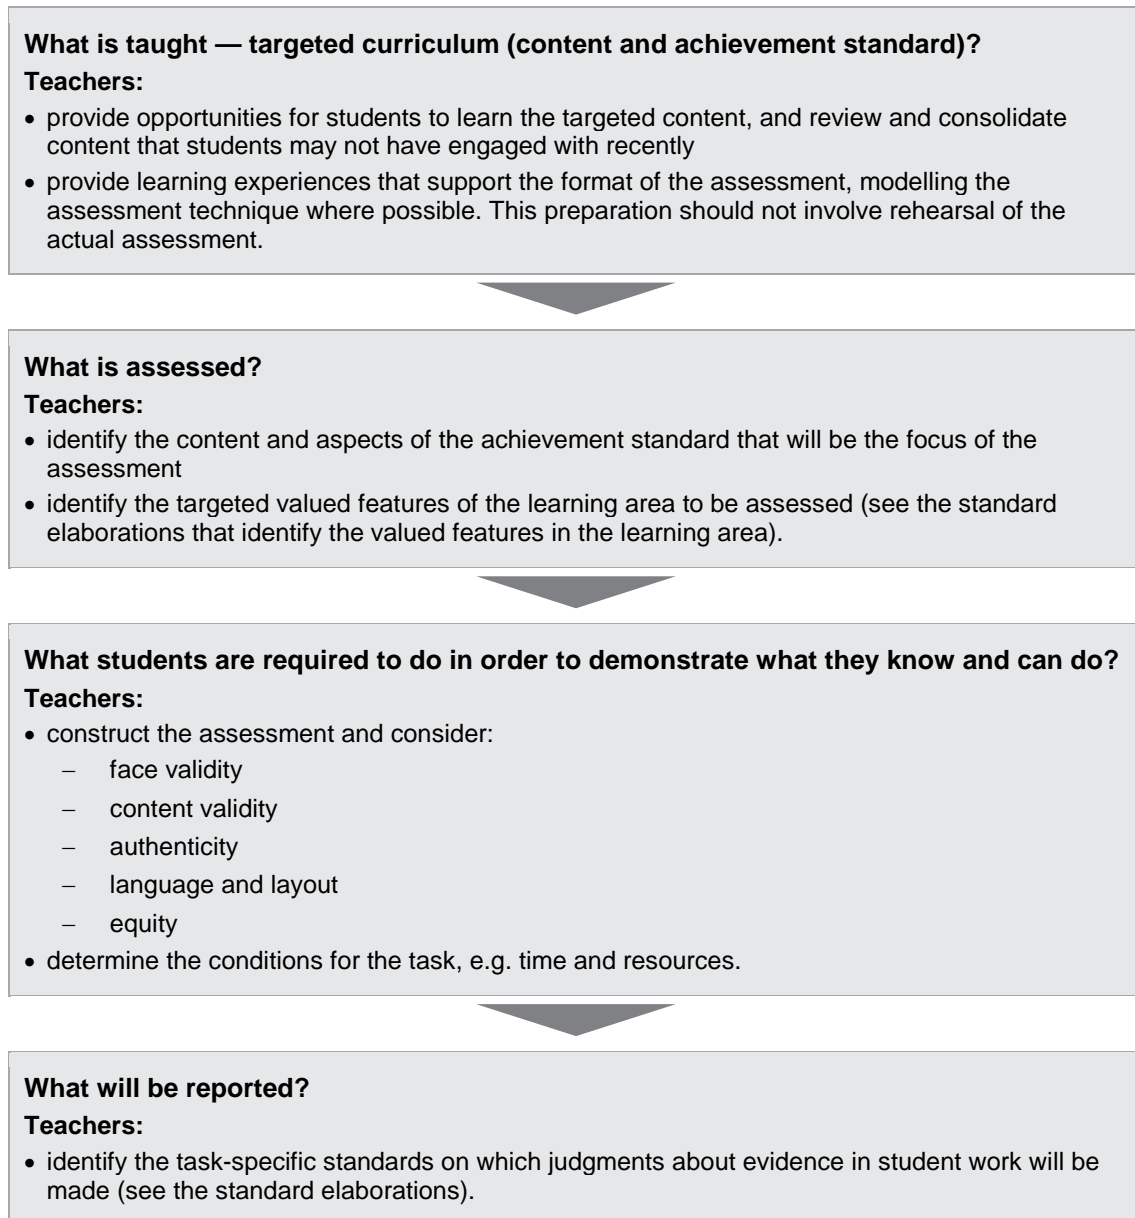 What is taught — targeted curriculum (content and achievement standard)?
Teachers:
• provide opportunities for students to learn the targeted content, and review and consolidate
content that students may not have engaged with recently
• provide learning experiences that support the format of the assessment, modelling the
assessment technique where possible. This preparation should not involve rehearsal of the
actual assessment.
What is assessed?
Teachers:
• identify the content and aspects of the achievement standard that will be the focus of the
assessment
• identify the targeted valued features of the learning area to be assessed (see the standard
elaborations that identify the valued features in the learning area).
What students are required to do in order to demonstrate what they know and can do?
Teachers:
• construct the assessment and consider:
– face validity
– content validity
– authenticity
– language and layout
– equity
• determine the conditions for the task, e.g. time and resources.
What will be reported?
Teachers:
• identify the task-specific standards on which judgments about evidence in student work will be
made (see the standard elaborations).